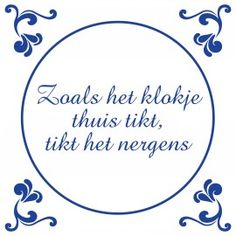 Zoals het klokje
thuis tikt,
tikt het nergens